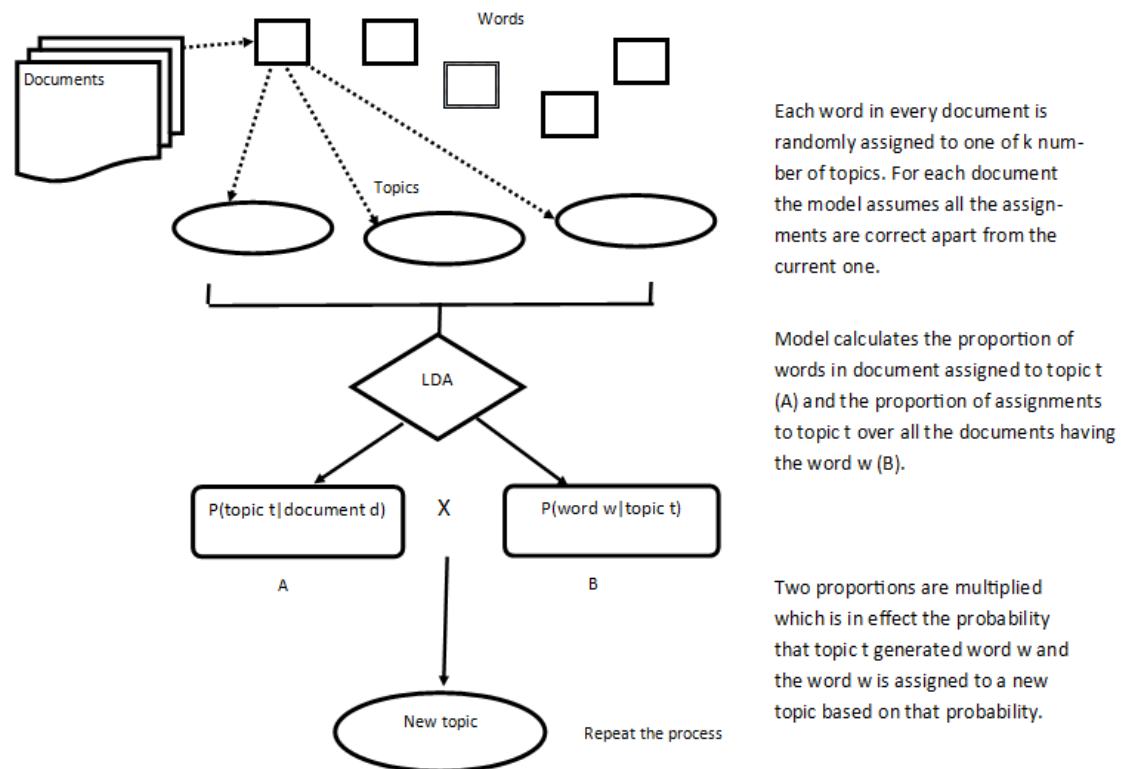 Words
Documents
Topics
Each word in every document is
randomly assigned to one of k num-
ber of topics. For each document
the model assumes all the assign-
ments are correct apart from the
current one.
LDA
Model calculates the proportion of
words in document assigned to topic t
(A) and the proportion of assignments
to topic t over all the documents having
the word w (B).
P(topic t|document d)
X
P(word w|topic t)
A
B
Two proportions are multiplied
which is in effect the probability
that topic t generated word w and
the word w is assigned to a new
topic based on that probability.
New topic
Repeat the process